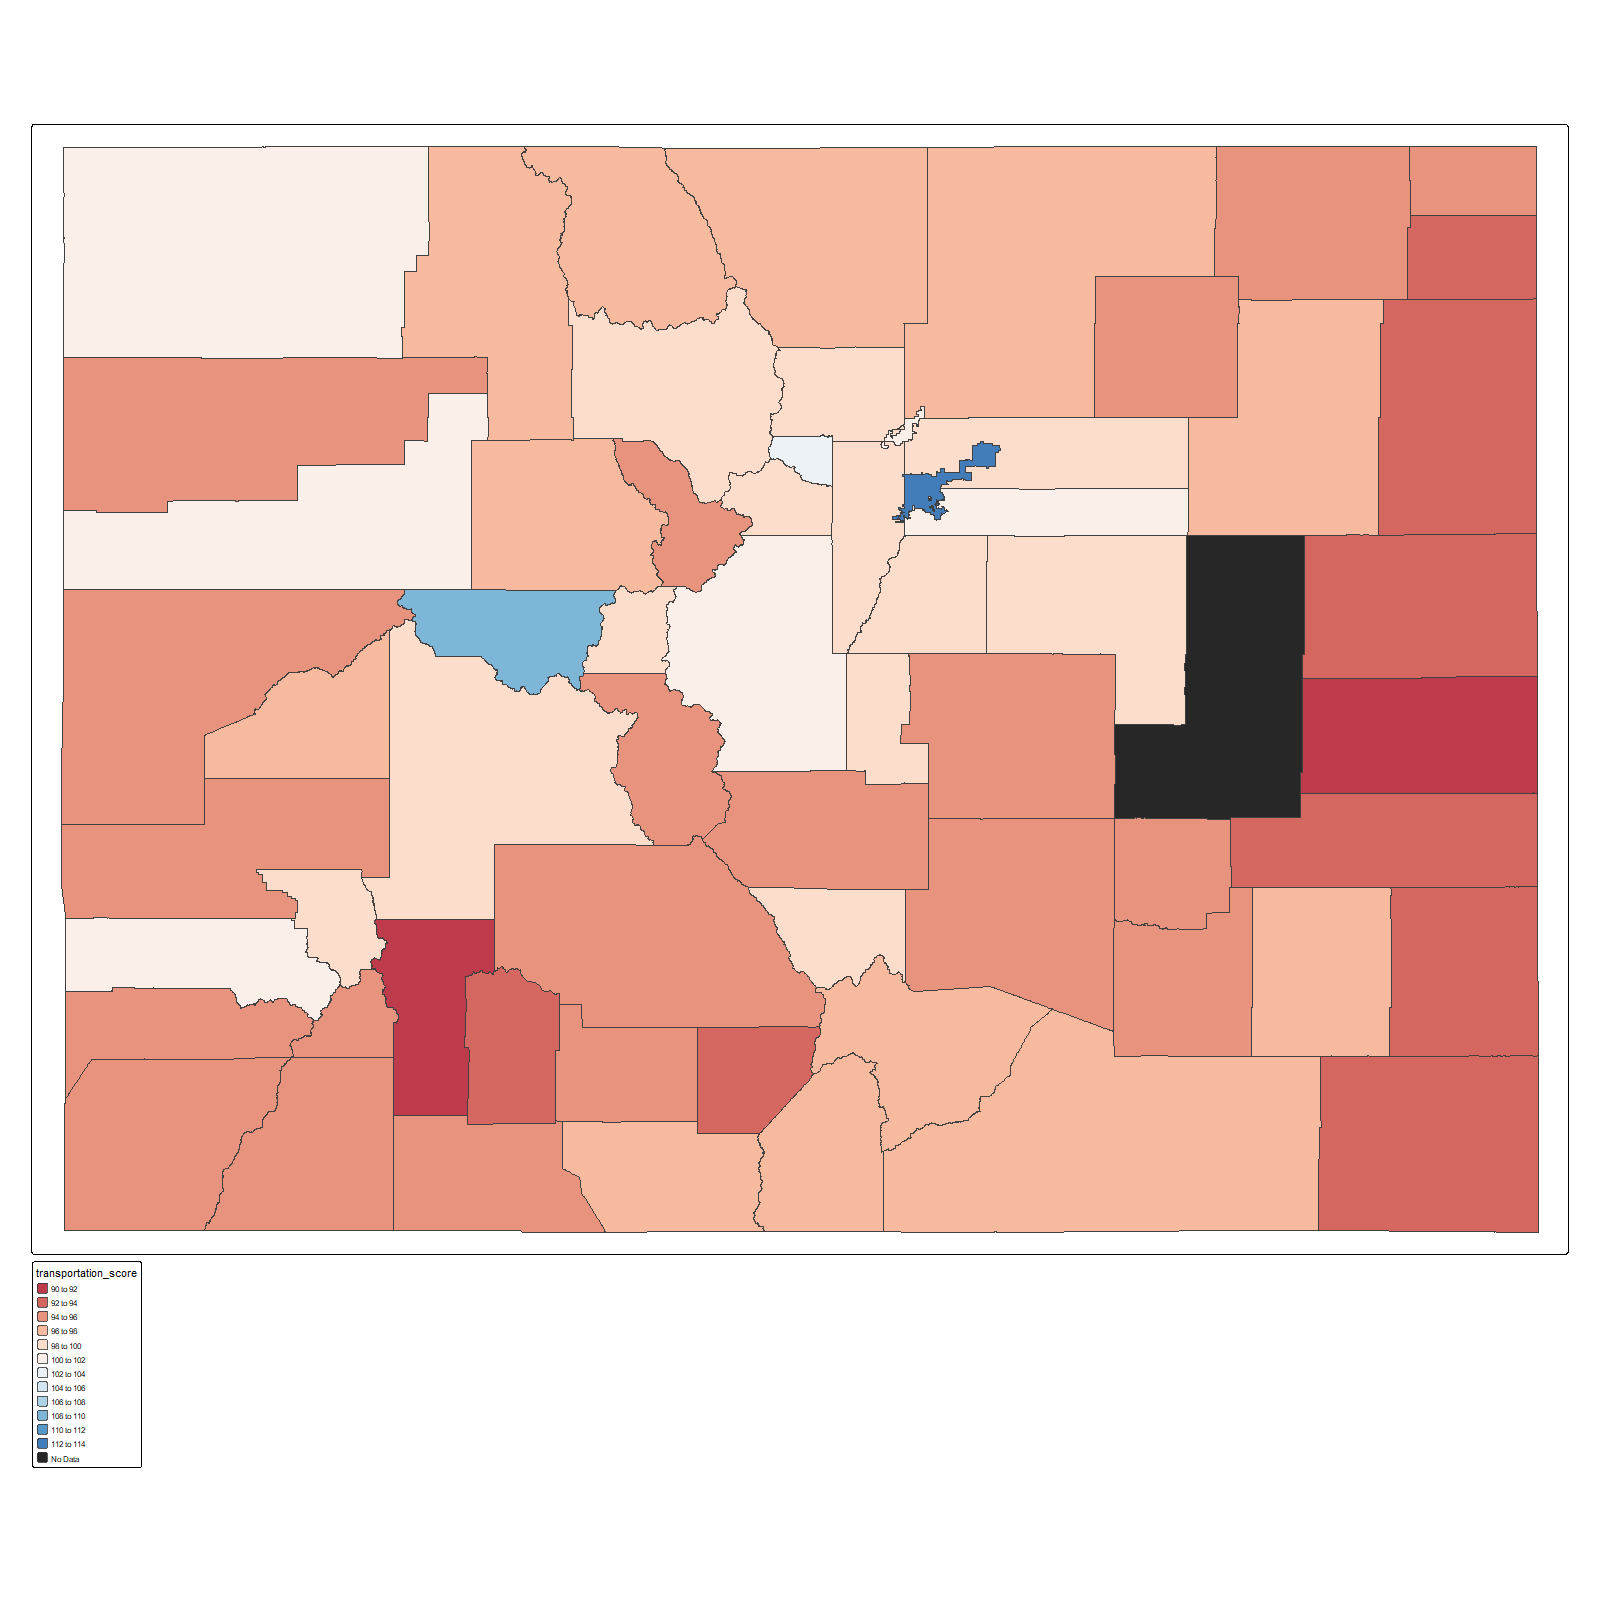 transportation_score
90 to 92
92 to 94
94 to 96
96 to 98
98 to 100
100 to 102
102 to 104
104 to 106
106 to 108
108 to 110
110 to 112
112 to 114
No Data